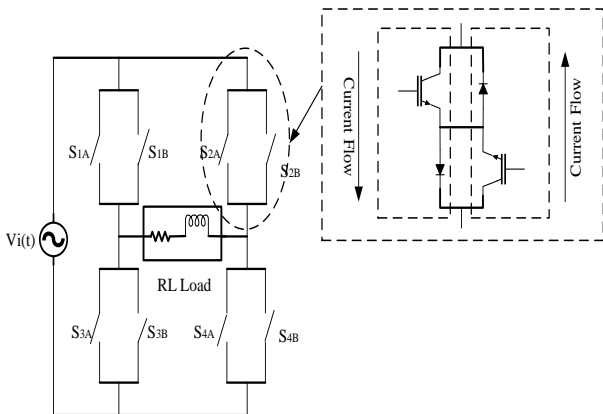 Current Flow
Current Flow
S1A
S1B
S2A
S2B
Vi(t)
RL Load
S3A
S3B
S4A
S4B